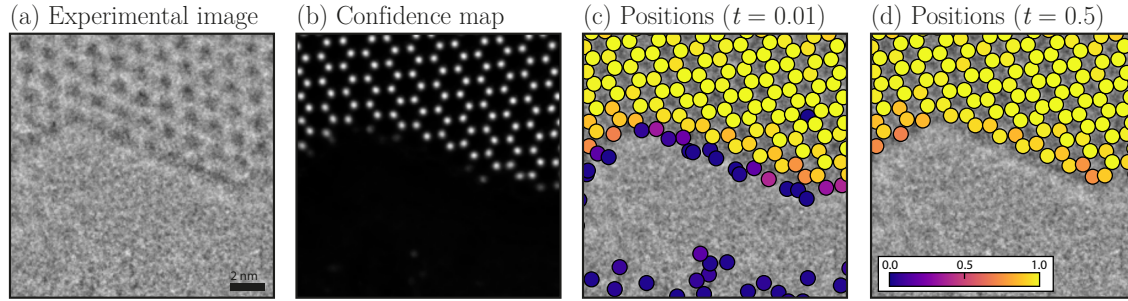 (a) Experimental image
(b) Confidence map
(c) Positions (t = 0.01)
(d) Positions (t = 0.5)
2 nm
0.0 0.5 1.0